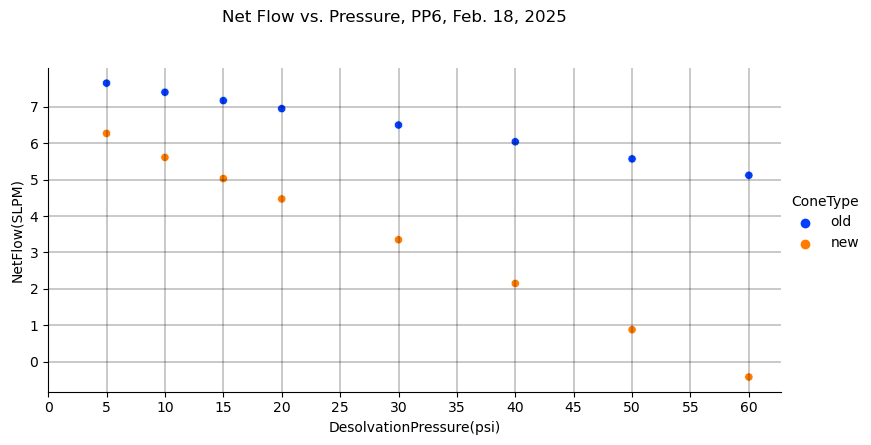 Net Flow vs. Pressure, PP6, Feb. 18, 2025
7
6
5
4
3
2
1
0
NetFlow(SLPM)
0 5 10 15 20 25 30 35 40 45 50 55 60
DesolvationPressure(psi)
ConeType
old
new